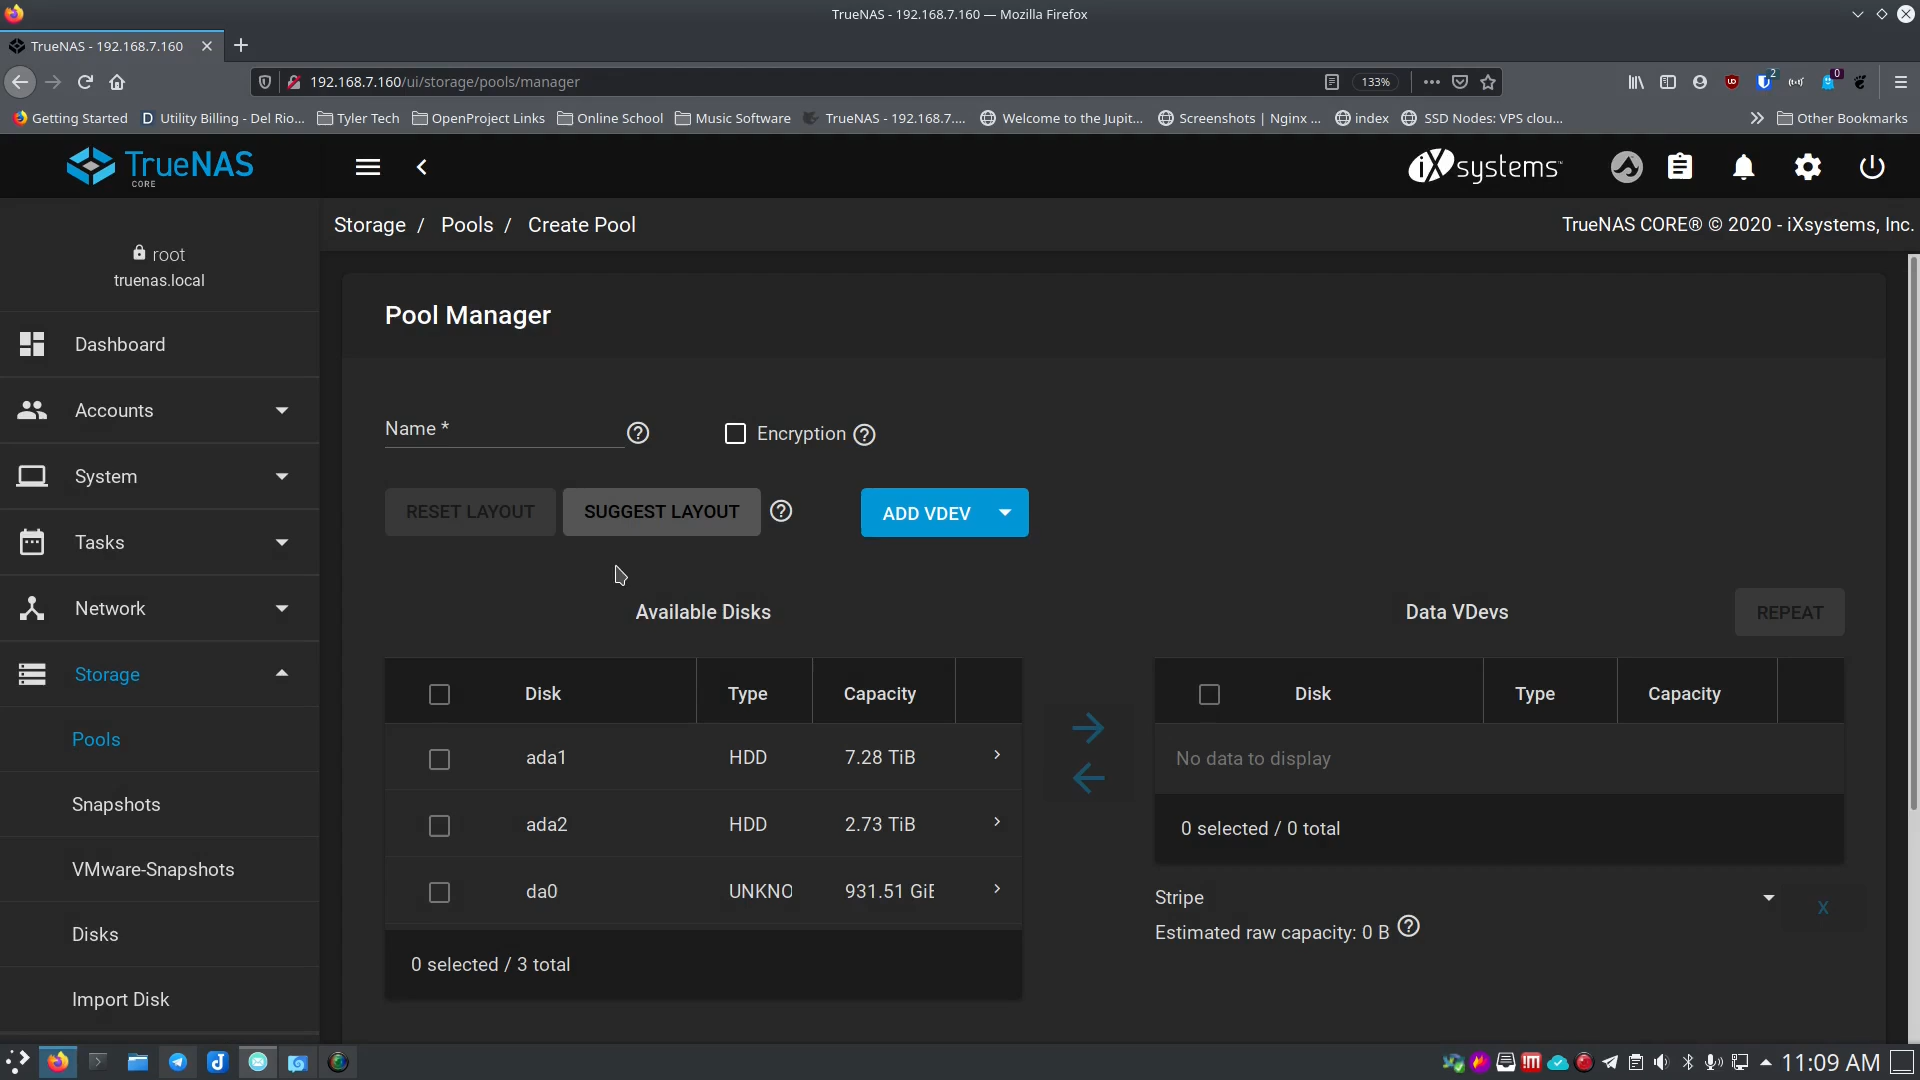 TrueNAS - 192.168.7.160 — Mozilla Firefox
TrueNAS - 192.168.7.160
192.168.7.160/ui/storage/pools/manager
133%
2
0
Getting Started
Utility Billing - Del Rio...
Tyler Tech
OpenProject Links
Online School
Music Software
TrueNAS - 192.168.7....
Welcome to the Jupit...
Screenshots | Nginx ...
index
SSD Nodes: VPS clou...
Other Bookmarks
TrueNAS
CORE
iXsystems™
Storage / Pools / Create Pool
TrueNAS CORE® © 2020 - iXsystems, Inc.
root
truenas.local
Dashboard
Accounts
System
Tasks
Network
Storage
Pools
Snapshots
VMware-Snapshots
Disks
Import Disk
Pool Manager
Name *
Encryption
RESET LAYOUT
SUGGEST LAYOUT
ADD VDEV
Available Disks
Disk Type Capacity
ada1 HDD 7.28 TiB
ada2 HDD 2.73 TiB
da0 UNKNO 931.51 GiB
0 selected / 3 total
Data VDevs
REPEAT
Disk Type Capacity
No data to display
0 selected / 0 total
Stripe
X
Estimated raw capacity: 0 B
11:09 AM